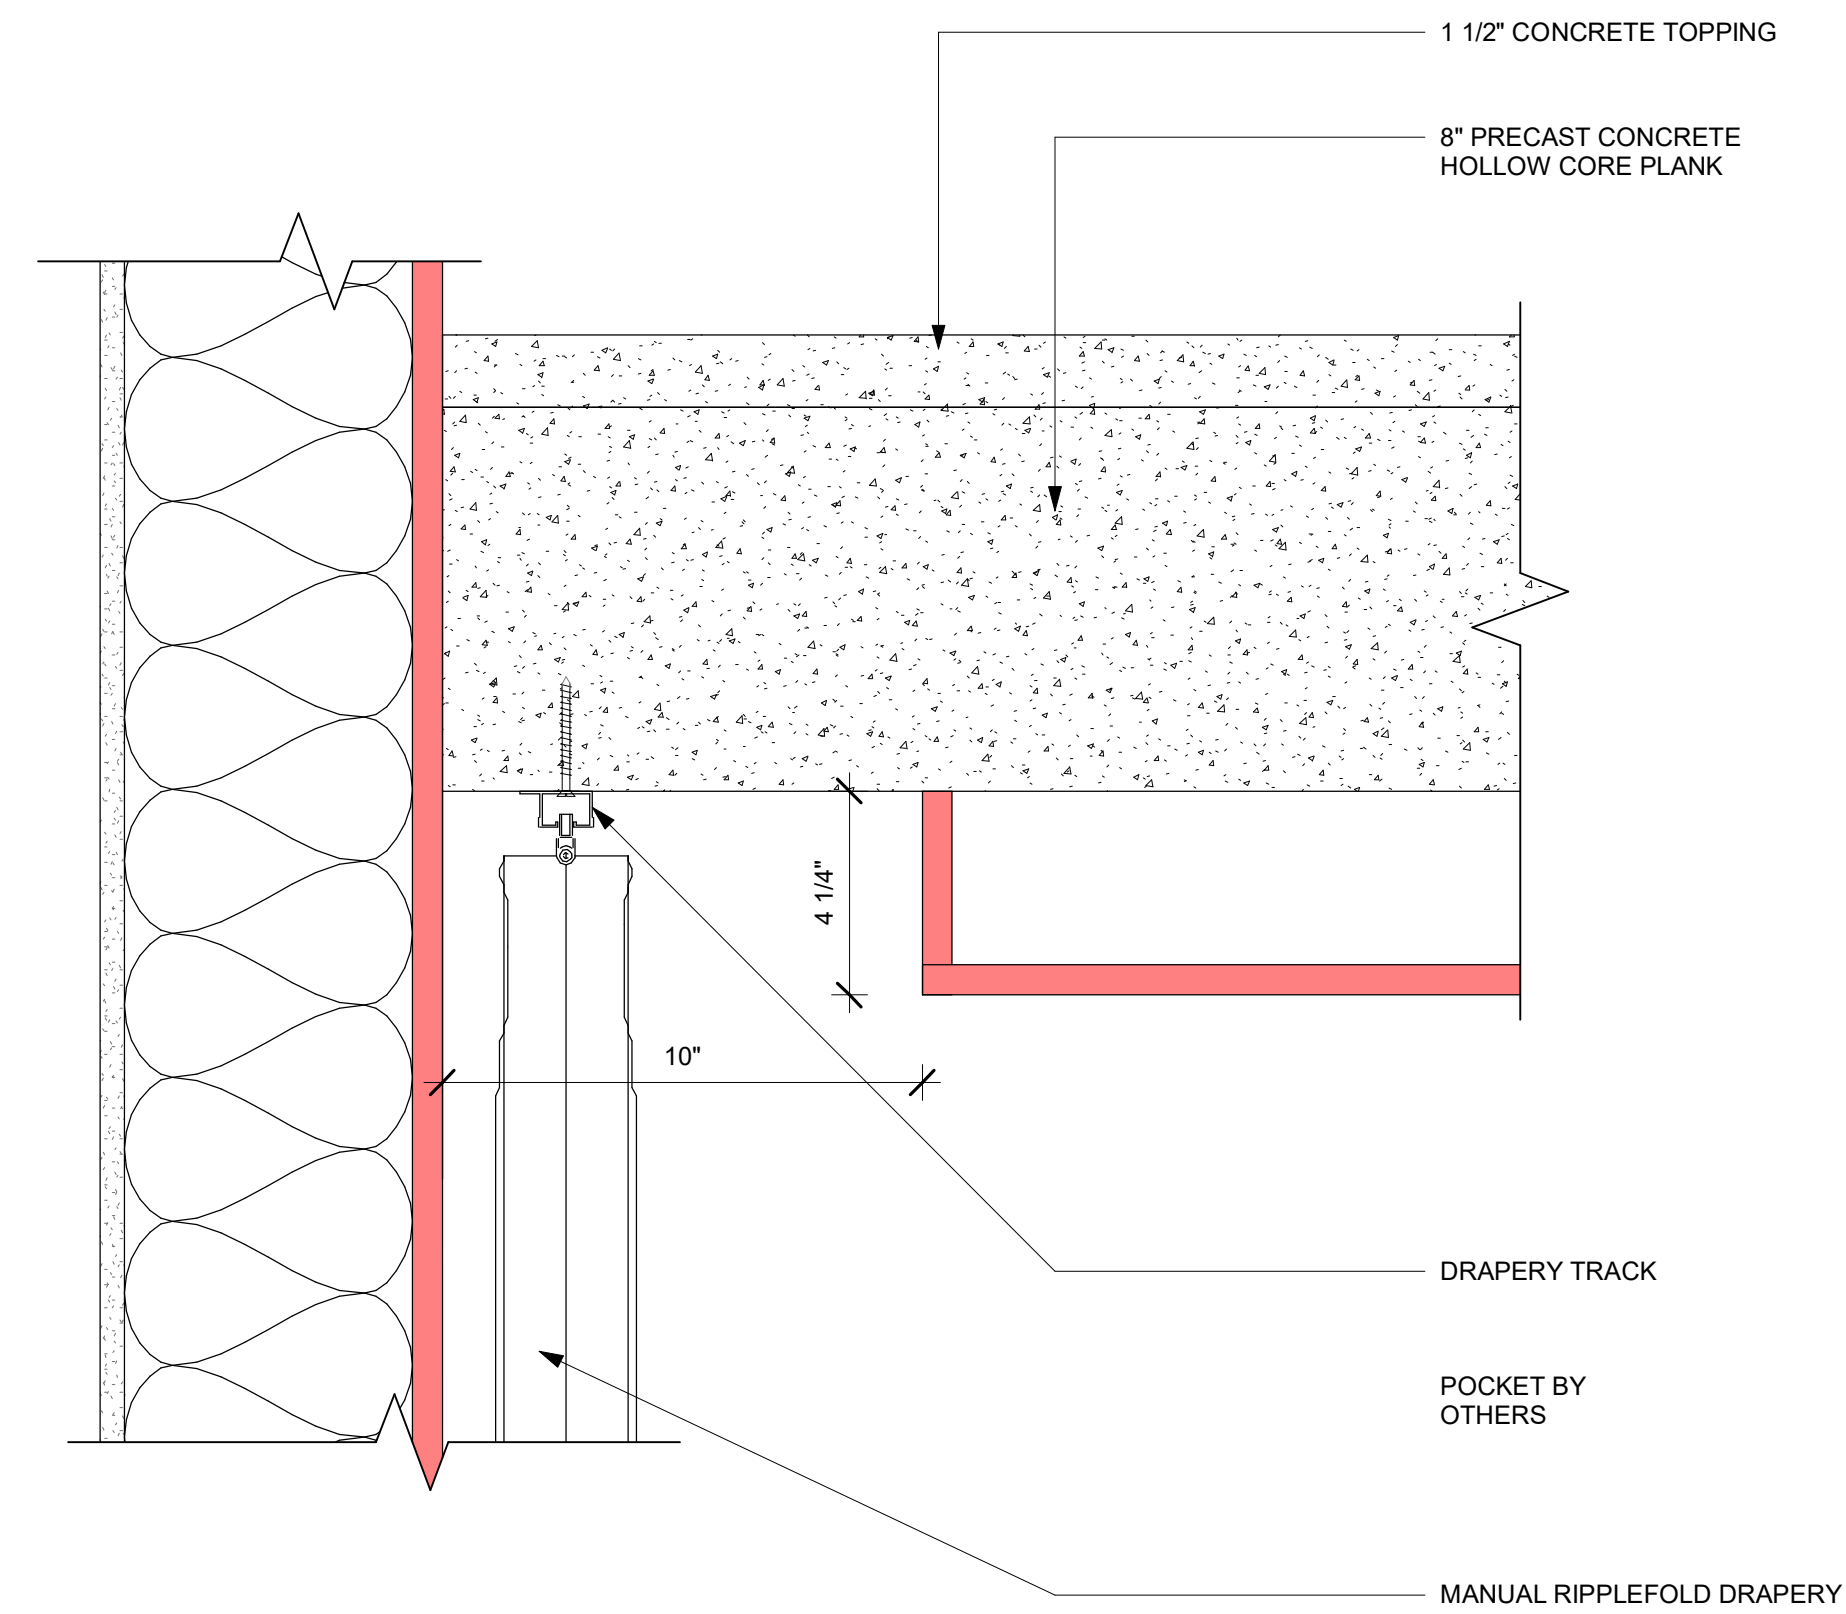 1 1/2" CONCRETE TOPPING
8" PRECAST CONCRETE
HOLLOW CORE PLANK
4 1/4"
10"
DRAPERY TRACK
POCKET BY
OTHERS
MANUAL RIPPLEFOLD DRAPERY